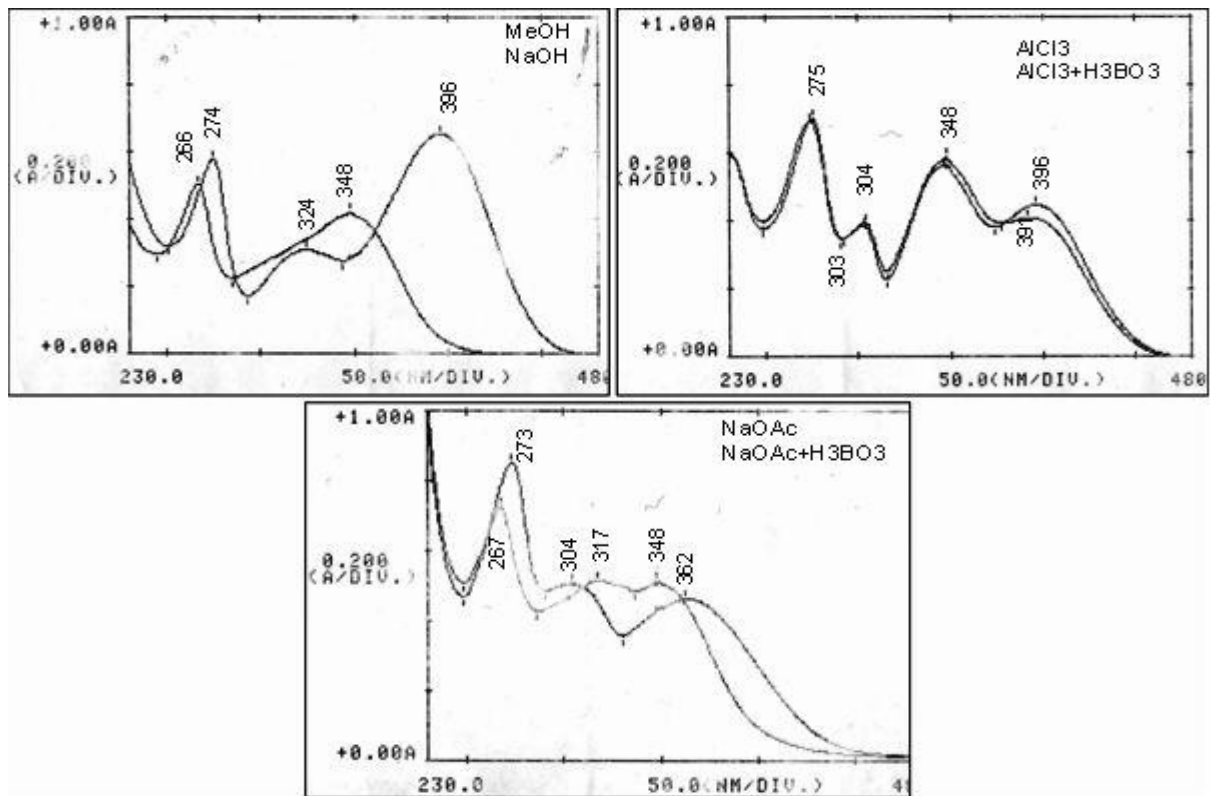 +1.00A
MeOH
NaOH
266
274
324
348
396
0.200
(A/DIV.)
+0.00A
230.0
50.0(NM/DIV.)
480
+1.00A
AlCl3
AlCl3+H3BO3
275
303
304
348
391
396
0.200
(A/DIV.)
+0.00A
230.0
50.0(NM/DIV.)
480
+1.00A
NaOAc
NaOAc+H3BO3
267
273
304
317
348
362
0.200
(A/DIV.)
+0.00A
230.0
50.0(NM/DIV.)